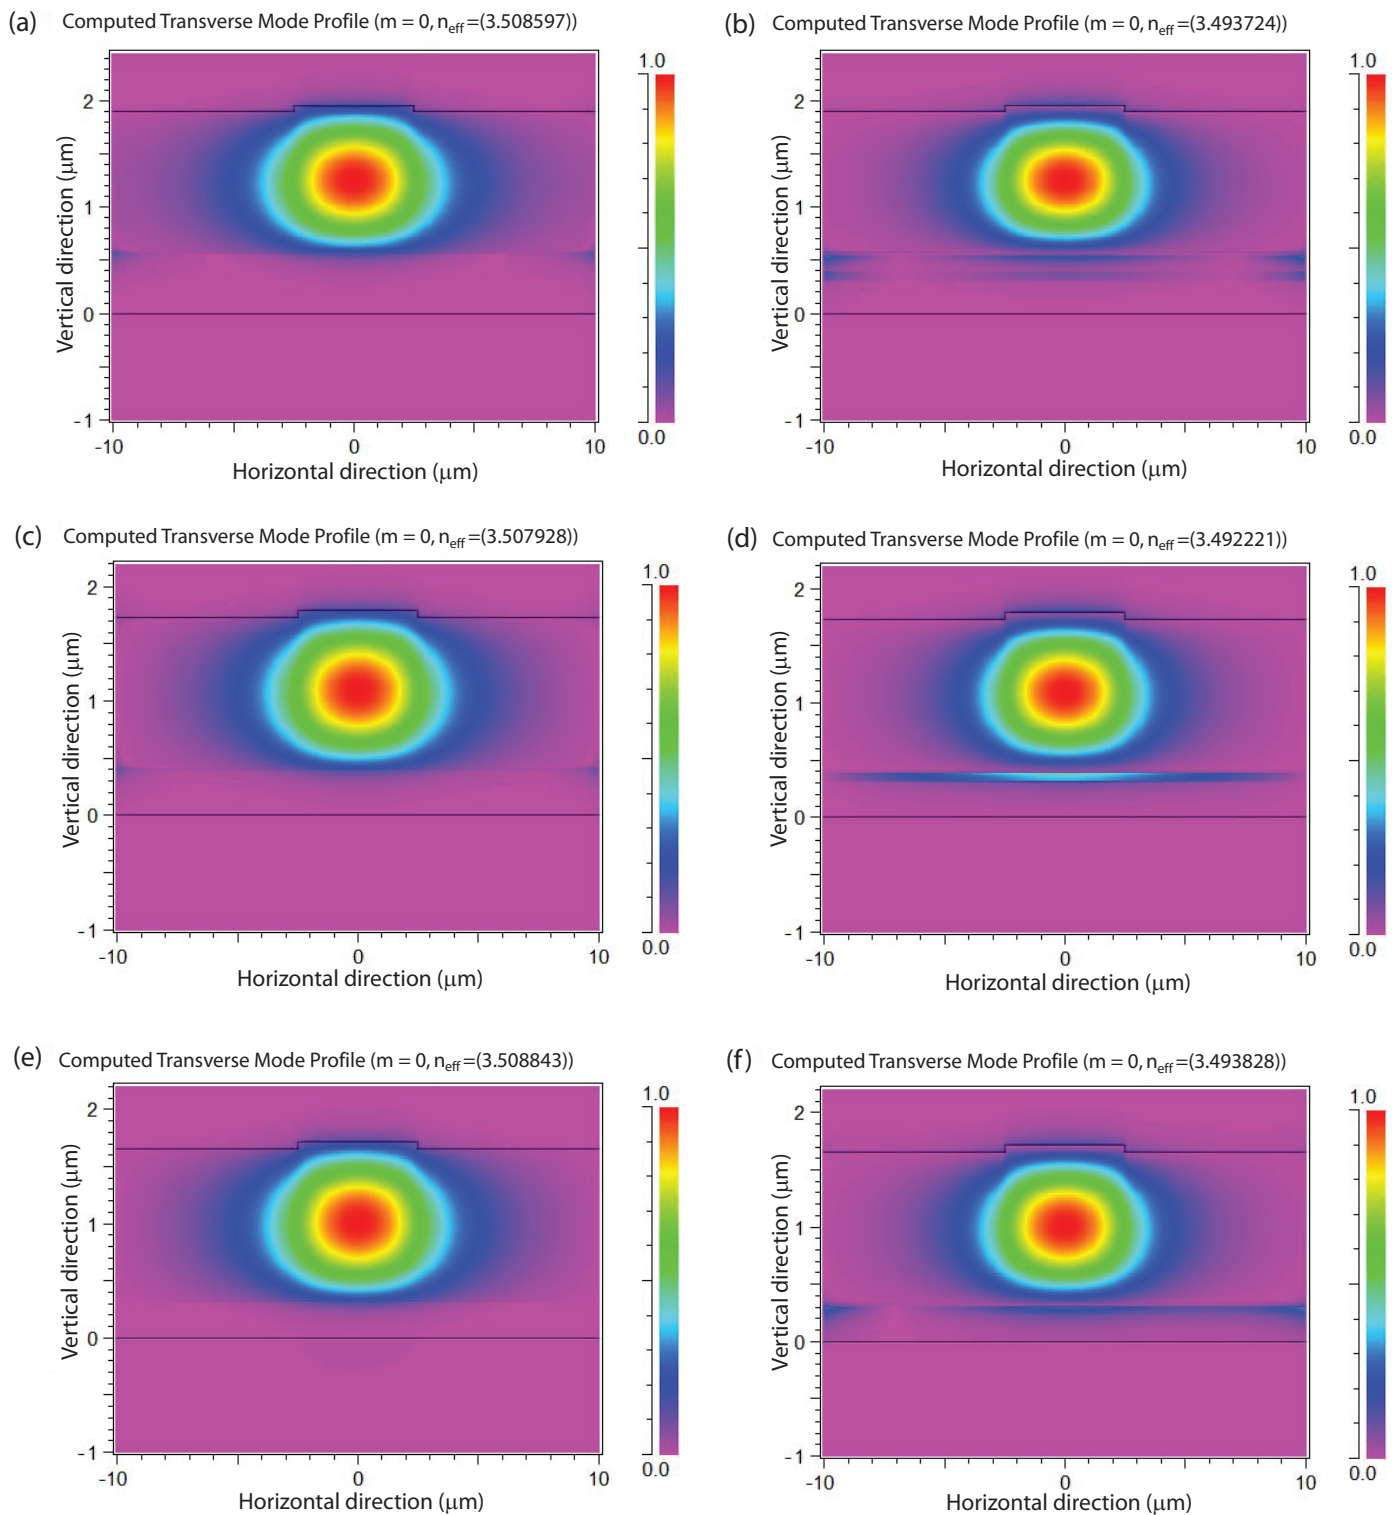 (a) Computed Transverse Mode Profile (m = 0, neff=(3.508597))
1.0
2
1
0
-1
Vertical direction (μm)
-10 0 10
0.0
Horizontal direction (μm)
(b) Computed Transverse Mode Profile (m = 0, neff=(3.493724))
1.0
2
1
0
-1
Vertical direction (μm)
-10 0 10
0.0
Horizontal direction (μm)
(c) Computed Transverse Mode Profile (m = 0, neff=(3.507928))
1.0
2
1
0
-1
Vertical direction (μm)
-10 0 10
0.0
Horizontal direction (μm)
(d) Computed Transverse Mode Profile (m = 0, neff=(3.492221))
1.0
2
1
0
-1
Vertical direction (μm)
-10 0 10
0.0
Horizontal direction (μm)
(e) Computed Transverse Mode Profile (m = 0, neff=(3.508843))
1.0
2
1
0
-1
Vertical direction (μm)
-10 0 10
0.0
Horizontal direction (μm)
(f) Computed Transverse Mode Profile (m = 0, neff=(3.493828))
1.0
2
1
0
-1
Vertical direction (μm)
-10 0 10
0.0
Horizontal direction (μm)